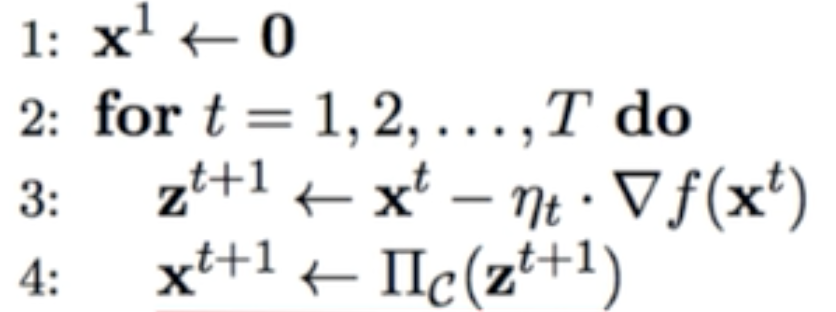 1: x¹ ← 0
2: for t = 1, 2, . . . , T do
3: zᵗ⁺¹ ← xᵗ − ηₜ · ∇f(xᵗ)
4: xᵗ⁺¹ ← Π_𝒞(zᵗ⁺¹)